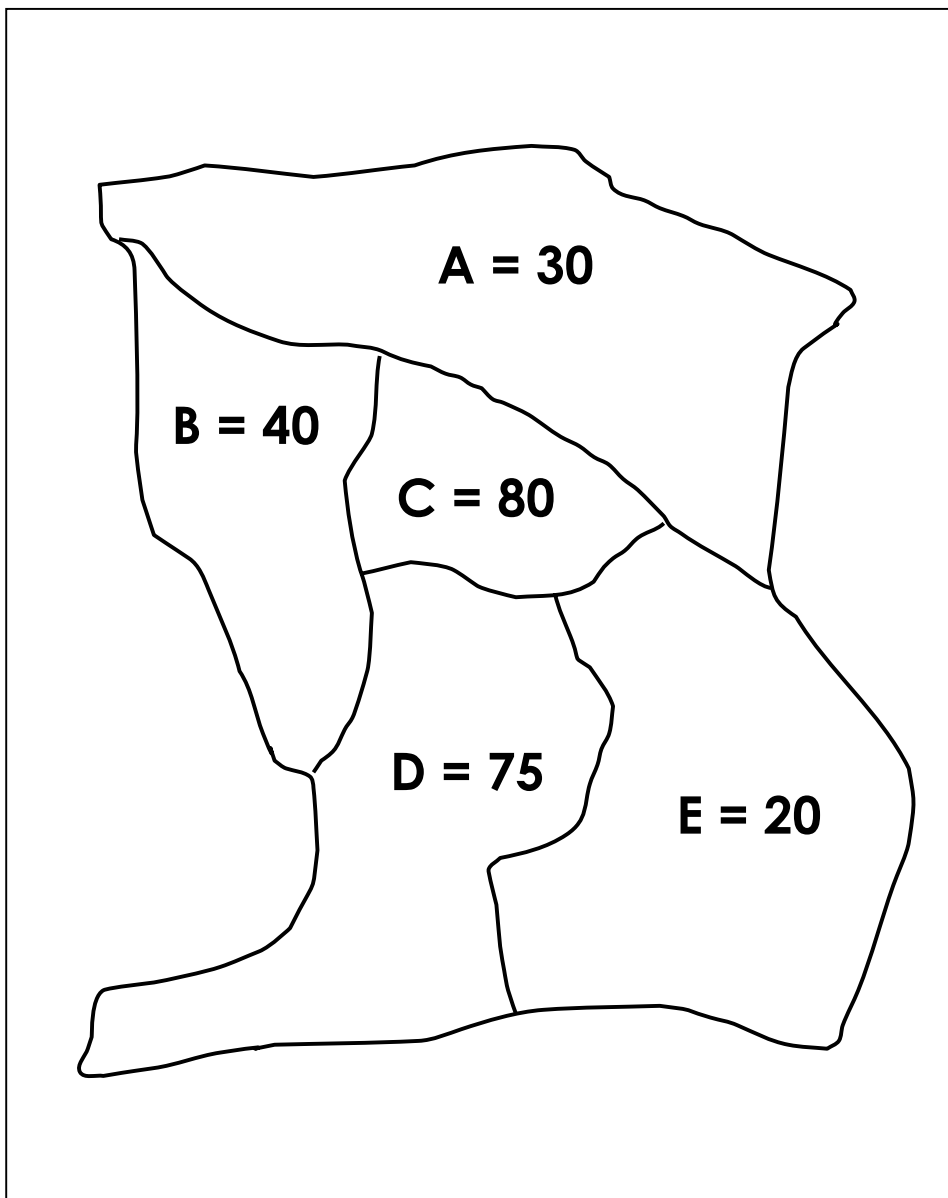 A = 30
B = 40
C = 80
D = 75
E = 20